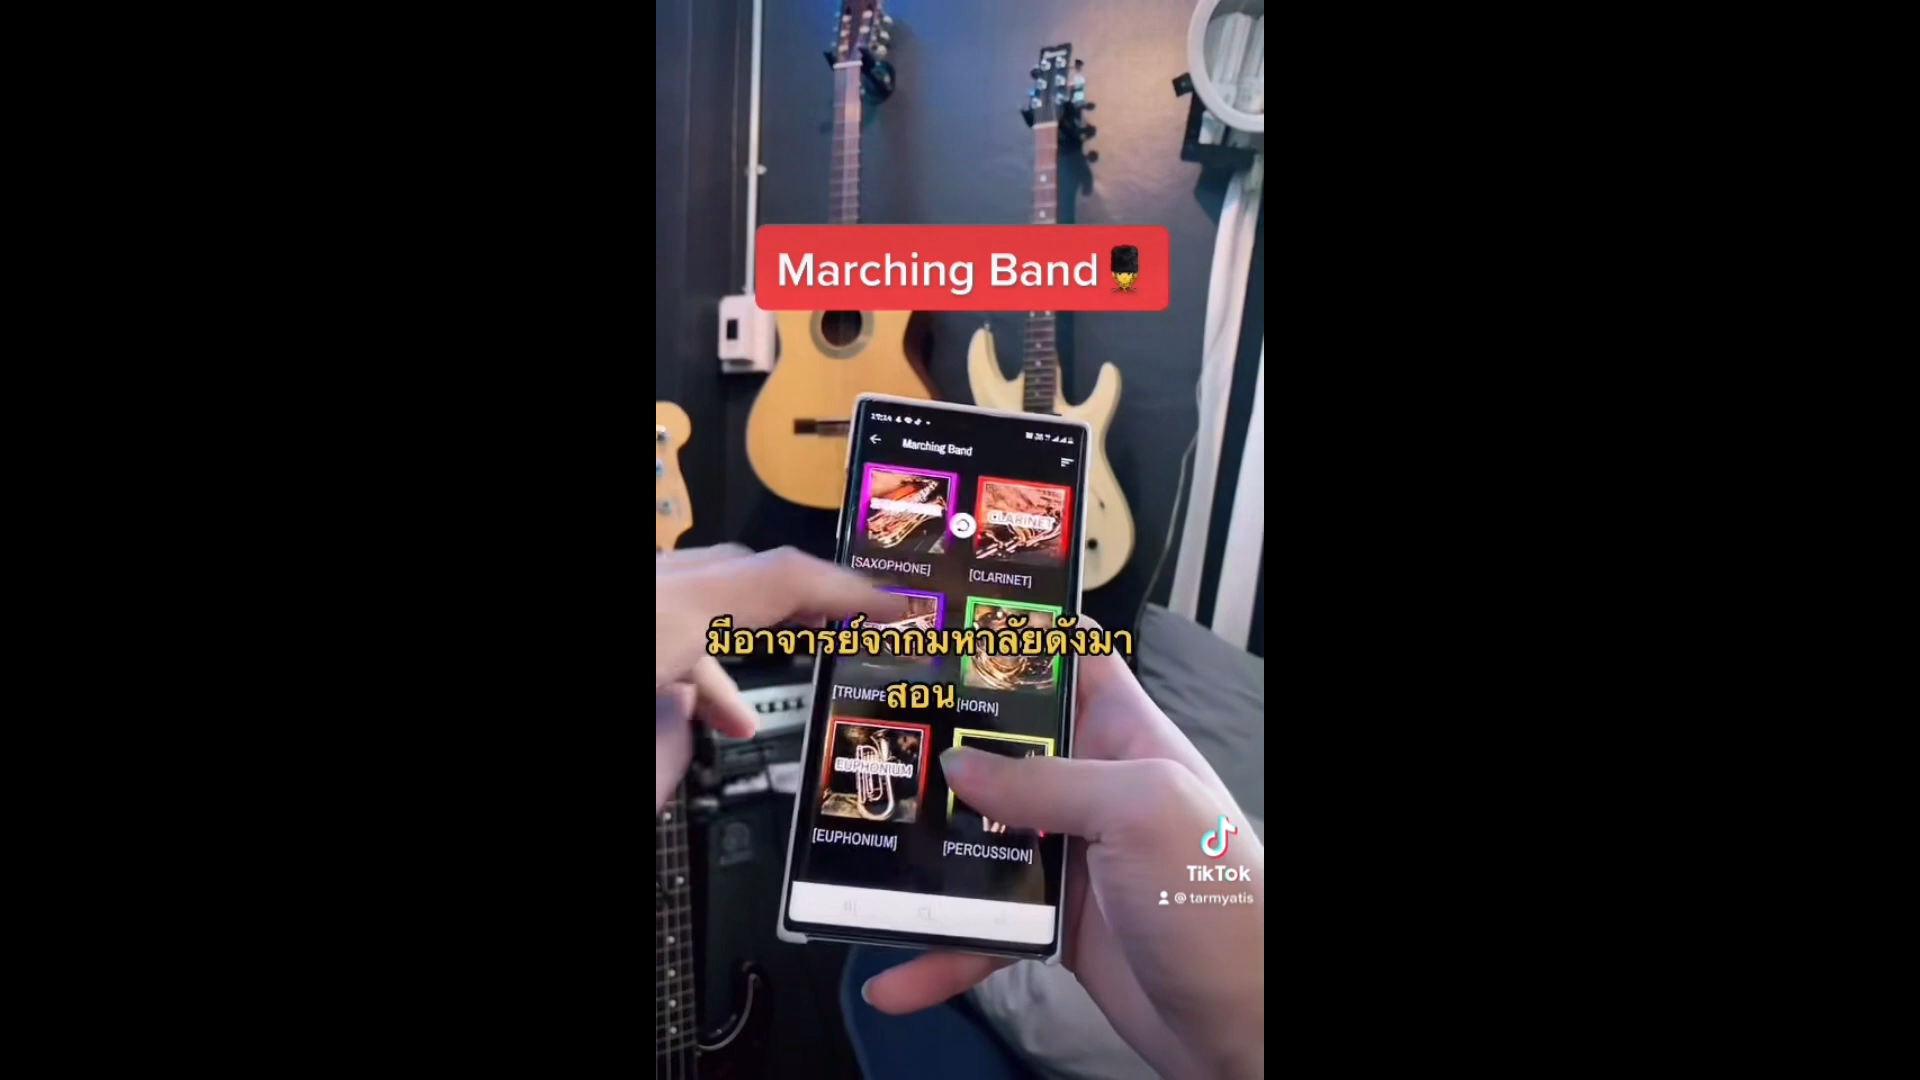 Marching Band
Marching Band
CLARINET
[SAXOPHONE]
[CLARINET]
มีอาจารย์จากมหาลัยดังมา
สอน
[TRUMPE
[HORN]
EUPHONIUM
[EUPHONIUM]
[PERCUSSION]
TikTok
@tarmyatis